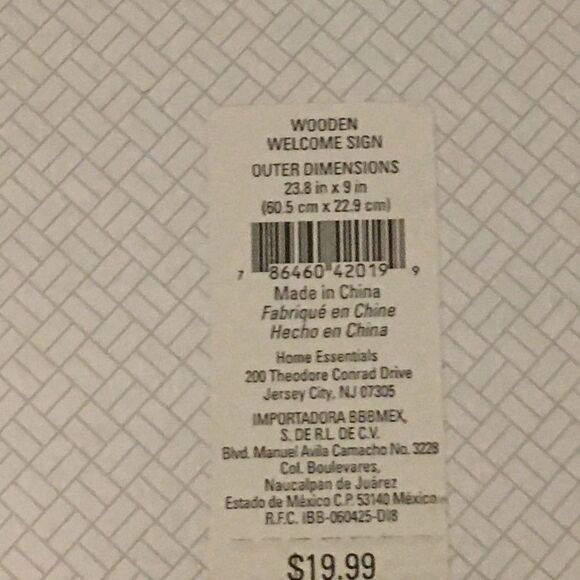 WOODEN
WELCOME SIGN
OUTER DIMENSIONS
23.8 in x 9 in
(60.5 cm x 22.9 cm)
7 86460 42019 9
Made in China
Fabriqué en Chine
Hecho en China
Home Essentials
200 Theodore Conrad Drive
Jersey City, NJ 07305
IMPORTADORA BBBMEX,
S. DE R.L. DE C.V.
Blvd. Manuel Avila Camacho No. 3228
Col. Boulevares,
Naucalpan de Juárez
Estado de México C.P. 53140 México
R.F.C. IBB-060425-DI8
$19.99